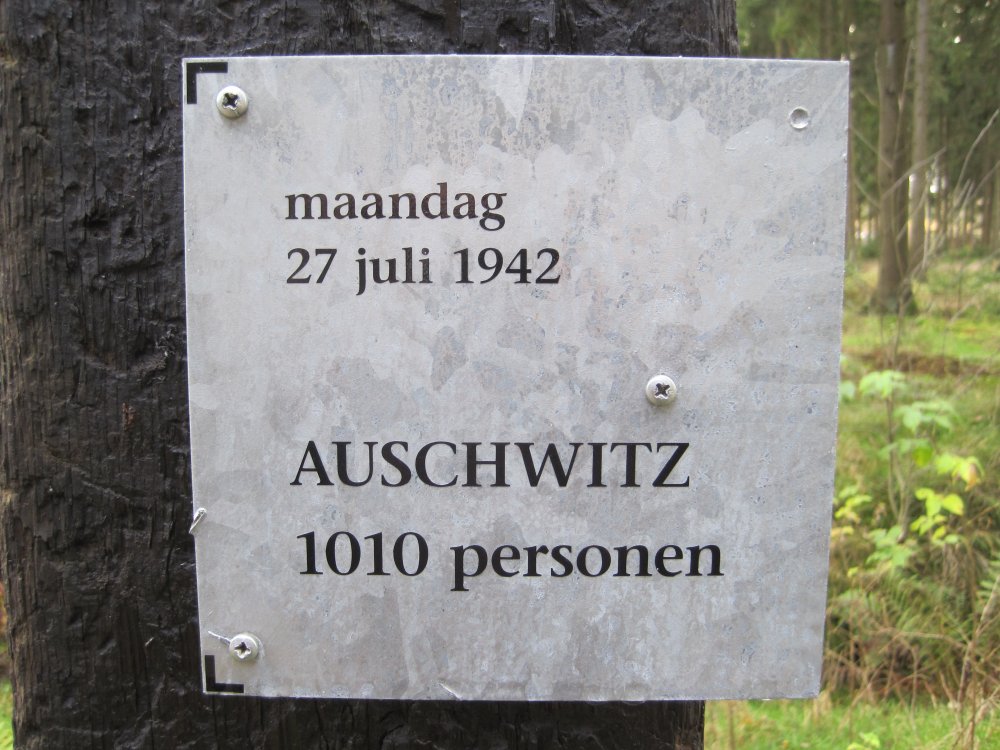 maandag
27 juli 1942
AUSCHWITZ
1010 personen